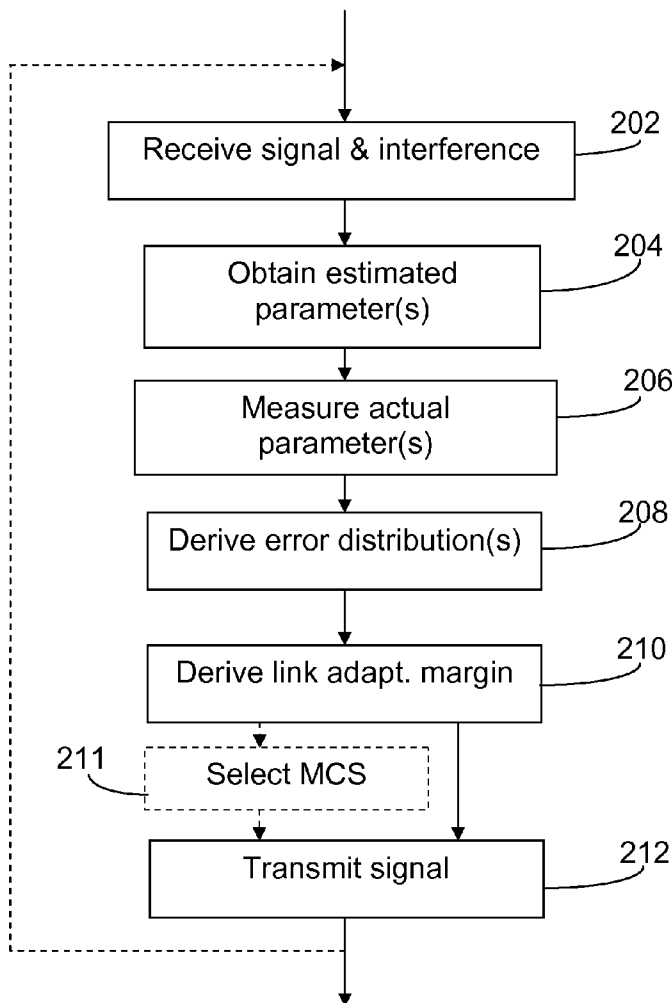 202
Receive signal & interference
204
Obtain estimated
parameter(s)
206
Measure actual
parameter(s)
208
Derive error distribution(s)
210
Derive link adapt. margin
211
Select MCS
212
Transmit signal